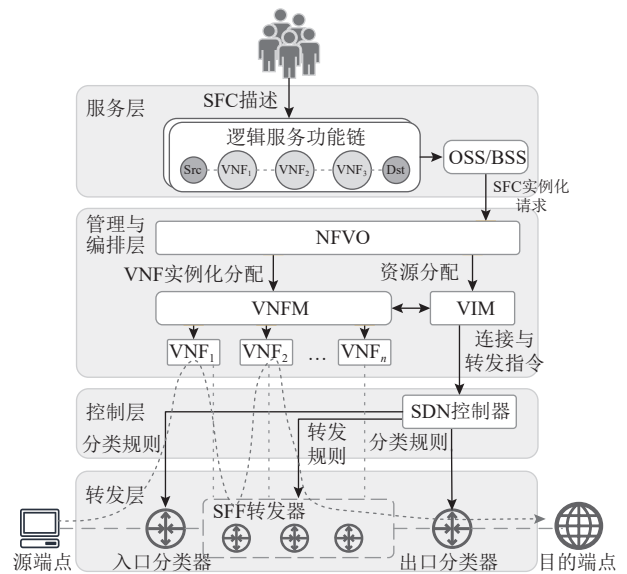 SFC描述
服务层
逻辑服务功能链
Src
VNF₁
VNF₂
VNF₃
Dst
OSS/BSS
SFC实例化
请求
管理与
编排层
NFVO
VNF实例化分配
资源分配
VNFM
VIM
VNF₁
VNF₂
…
VNFₙ
连接与
转发指令
控制层
SDN控制器
分类规则
转发
规则
分类规则
转发层
SFF转发器
源端点
入口分类器
出口分类器
目的端点